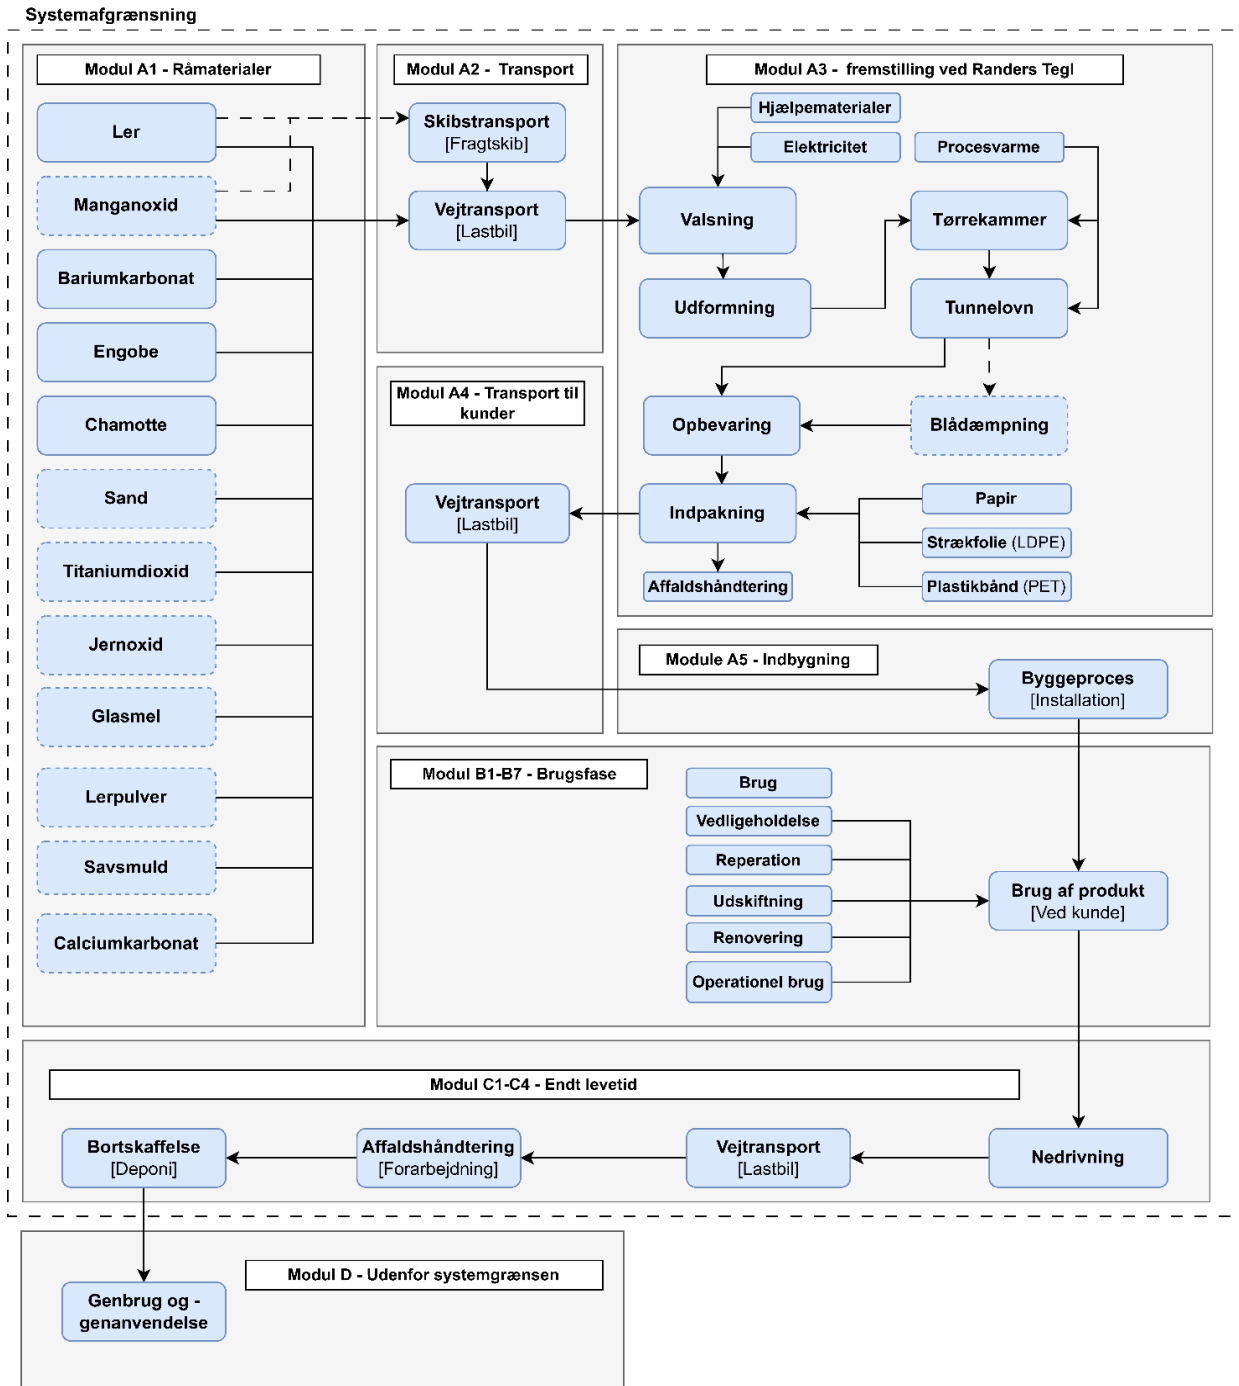 Systemafgrænsning
Modul A1 - Råmaterialer
Ler
Manganoxid
Bariumkarbonat
Engobe
Chamotte
Sand
Titaniumdioxid
Jernoxid
Glasmel
Lerpulver
Savsmuld
Calciumkarbonat
Modul A2 - Transport
Skibstransport
[Fragtskib]
Vejtransport
[Lastbil]
Modul A3 - fremstilling ved Randers Tegl
Hjælpematerialer
Elektricitet
Procesvarme
Valsning
Tørrekammer
Udformning
Tunnelovn
Opbevaring
Blådæmpning
Indpakning
Papir
Strækfolie (LDPE)
Plastikbånd (PET)
Affaldshåndtering
Modul A4 - Transport til
kunder
Vejtransport
[Lastbil]
Module A5 - Indbygning
Byggeproces
[Installation]
Modul B1-B7 - Brugsfase
Brug
Vedligeholdelse
Reperation
Udskiftning
Renovering
Operationel brug
Brug af produkt
[Ved kunde]
Modul C1-C4 - Endt levetid
Bortskaffelse
[Deponi]
Affaldshåndtering
[Forarbejdning]
Vejtransport
[Lastbil]
Nedrivning
Modul D - Udenfor systemgrænsen
Genbrug og -
genanvendelse